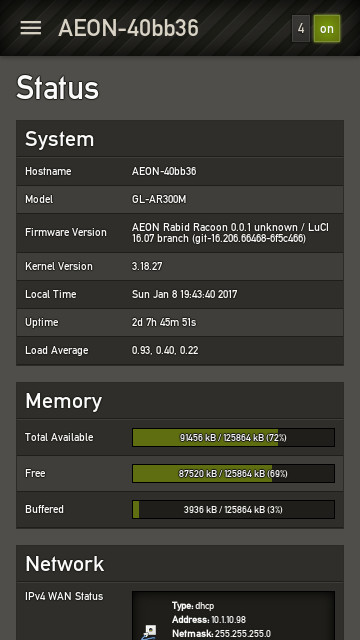 AEON-40bb36
4
on
Status
System
Hostname AEON-40bb36
Model GL-AR300M
Firmware Version AEON Rabid Racoon 0.0.1 unknown / LuCI
16.07 branch (git-16.206.66468-6f5c466)
Kernel Version 3.18.27
Local Time Sun Jan 8 19:43:40 2017
Uptime 2d 7h 45m 51s
Load Average 0.93, 0.40, 0.22
Memory
Total Available 91456 kB / 125864 kB (72%)
Free 87520 kB / 125864 kB (69%)
Buffered 3936 kB / 125864 kB (3%)
Network
IPv4 WAN Status
Type: dhcp
Address: 10.1.10.98
Netmask: 255.255.255.0